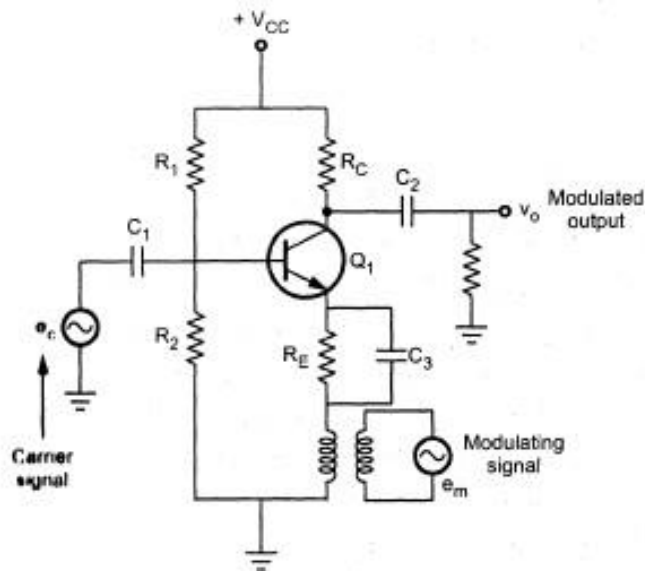 + VCC
R1
RC
C2
vo
Modulated
output
C1
Q1
ec
R2
RE
C3
Carrier
signal
Modulating
signal
em